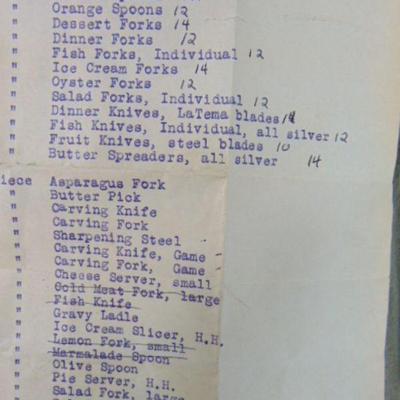 " Orange Spoons 12
" Dessert Forks 14
" Dinner Forks 12
" Fish Forks, Individual 12
" Ice Cream Forks 14
" Oyster Forks 12
" Salad Forks, Individual 12
" Dinner Knives, LaTema blades 14
" Fish Knives, Individual, all silver 12
" Fruit Knives, steel blades 10
" Butter Spreaders, all silver 14
iece Asparagus Fork
" Butter Pick
" Carving Knife
" Carving Fork
" Sharpening Steel
" Carving Knife, Game
" Carving Fork, Game
" Cheese Server, small
" Cold Meat Fork, large
" Fish Knife
" Gravy Ladle
" Ice Cream Slicer, H.H.
" Lemon Fork, small
" Marmalade Spoon
" Olive Spoon
" Pie Server, H.H.
" Salad Fork, large